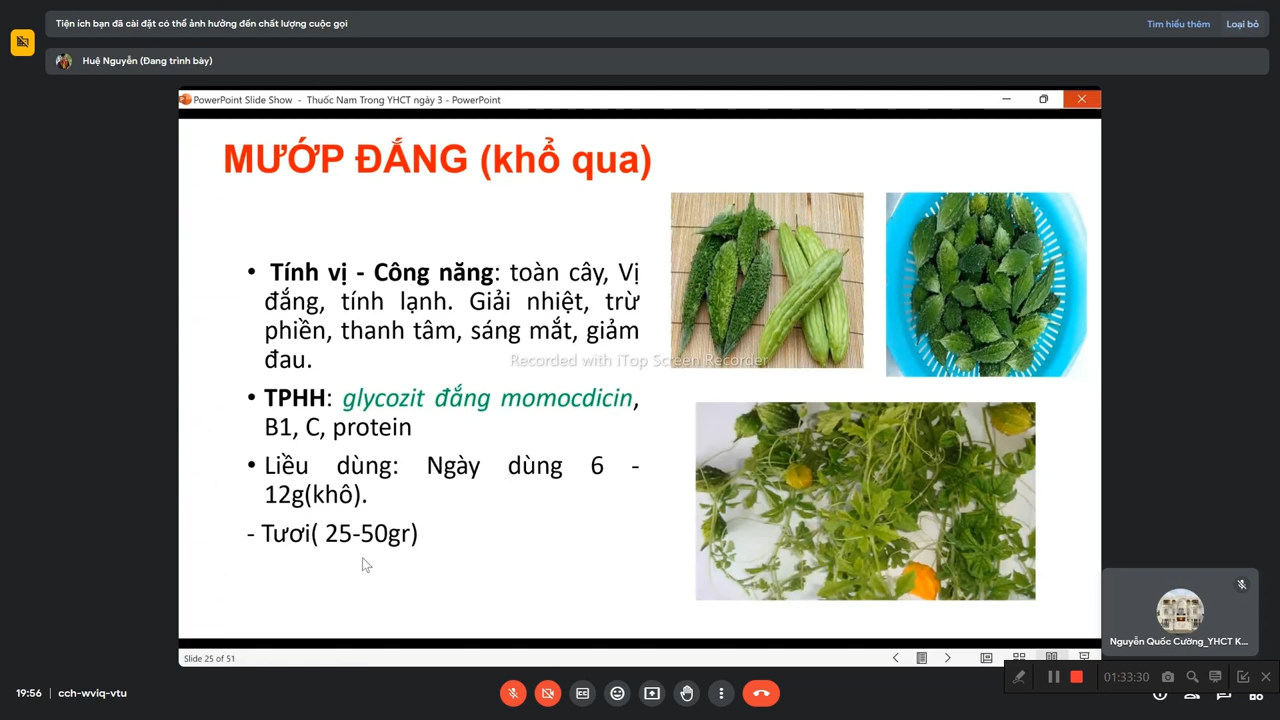 Tiện ích bạn đã cài đặt có thể ảnh hưởng đến chất lượng cuộc gọi
Tìm hiểu thêm
Loại bỏ
Huệ Nguyễn (Đang trình bày)
PowerPoint Slide Show - Thuốc Nam Trong YHCT ngày 3 - PowerPoint
MƯỚP ĐẮNG (khổ qua)
• Tính vị - Công năng: toàn cây, Vị
đắng, tính lạnh. Giải nhiệt, trừ
phiền, thanh tâm, sáng mắt, giảm
đau.
Recorded with iTop Screen Recorder
• TPHH: glycozit đắng momocdicin,
B1, C, protein
• Liều dùng: Ngày dùng 6 -
12g(khô).
- Tươi( 25-50gr)
Nguyễn Quốc Cường_YHCT K...
Slide 25 of 51
01:33:30
19:56
cch-wviq-vtu